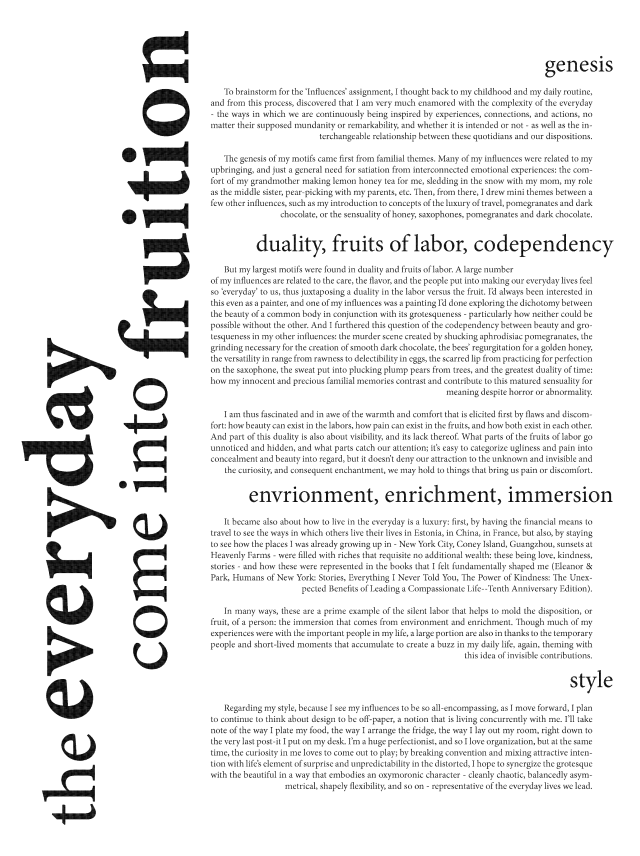 the everyday
come into fruition
genesis
To brainstorm for the 'Influences' assignment, I thought back to my childhood and my daily routine,
and from this process, discovered that I am very much enamored with the complexity of the everyday
- the ways in which we are continuously being inspired by experiences, connections, and actions, no
matter their supposed mundanity or remarkability, and whether it is intended or not - as well as the in-
terchangeable relationship between these quotidians and our dispositions.
The genesis of my motifs came first from familial themes. Many of my influences were related to my
upbringing, and just a general need for satiation from interconnected emotional experiences: the com-
fort of my grandmother making lemon honey tea for me, sledding in the snow with my mom, my role
as the middle sister, pear-picking with my parents, etc. Then, from there, I drew mini themes between a
few other influences, such as my introduction to concepts of the luxury of travel, pomegranates and dark
chocolate, or the sensuality of honey, saxophones, pomegranates and dark chocolate.
duality, fruits of labor, codependency
But my largest motifs were found in duality and fruits of labor. A large number
of my influences are related to the care, the flavor, and the people put into making our everyday lives feel
so 'everyday' to us, thus juxtaposing a duality in the labor versus the fruit. I'd always been interested in
this even as a painter, and one of my influences was a painting I'd done exploring the dichotomy between
the beauty of a common body in conjunction with its grotesqueness - particularly how neither could be
possible without the other. And I furthered this question of the codependency between beauty and gro-
tesqueness in my other influences: the murder scene created by shucking aphrodisiac pomegranates, the
grinding necessary for the creation of smooth dark chocolate, the bees' regurgitation for a golden honey,
the versatility in range from rawness to delectibility in eggs, the scarred lip from practicing for perfection
on the saxophone, the sweat put into plucking plump pears from trees, and the greatest duality of time:
how my innocent and precious familial memories contrast and contribute to this matured sensuality for
meaning despite horror or abnormality.
I am thus fascinated and in awe of the warmth and comfort that is elicited first by flaws and discom-
fort: how beauty can exist in the labors, how pain can exist in the fruits, and how both exist in each other.
And part of this duality is also about visibility, and its lack thereof. What parts of the fruits of labor go
unnoticed and hidden, and what parts catch our attention; it's easy to categorize ugliness and pain into
concealment and beauty into regard, but it doesn't deny our attraction to the unknown and invisible and
the curiosity, and consequent enchantment, we may hold to things that bring us pain or discomfort.
envrionment, enrichment, immersion
It became also about how to live in the everyday is a luxury: first, by having the financial means to
travel to see the ways in which others live their lives in Estonia, in China, in France, but also, by staying
to see how the places I was already growing up in - New York City, Coney Island, Guangzhou, sunsets at
Heavenly Farms - were filled with riches that requisite no additional wealth: these being love, kindness,
stories - and how these were represented in the books that I felt fundamentally shaped me (Eleanor &
Park, Humans of New York: Stories, Everything I Never Told You, The Power of Kindness: The Unex-
pected Benefits of Leading a Compassionate Life--Tenth Anniversary Edition).
In many ways, these are a prime example of the silent labor that helps to mold the disposition, or
fruit, of a person: the immersion that comes from environment and enrichment. Though much of my
experiences were with the important people in my life, a large portion are also in thanks to the temporary
people and short-lived moments that accumulate to create a buzz in my daily life, again, theming with
this idea of invisible contributions.
style
Regarding my style, because I see my influences to be so all-encompassing, as I move forward, I plan
to continue to think about design to be off-paper, a notion that is living concurrently with me. I'll take
note of the way I plate my food, the way I arrange the fridge, the way I lay out my room, right down to
the very last post-it I put on my desk. I'm a huge perfectionist, and so I love organization, but at the same
time, the curiosity in me loves to come out to play; by breaking convention and mixing attractive inten-
tion with life's element of surprise and unpredictability in the distorted, I hope to synergize the grotesque
with the beautiful in a way that embodies an oxymoronic character - cleanly chaotic, balancedly asym-
metrical, shapely flexibility, and so on - representative of the everyday lives we lead.